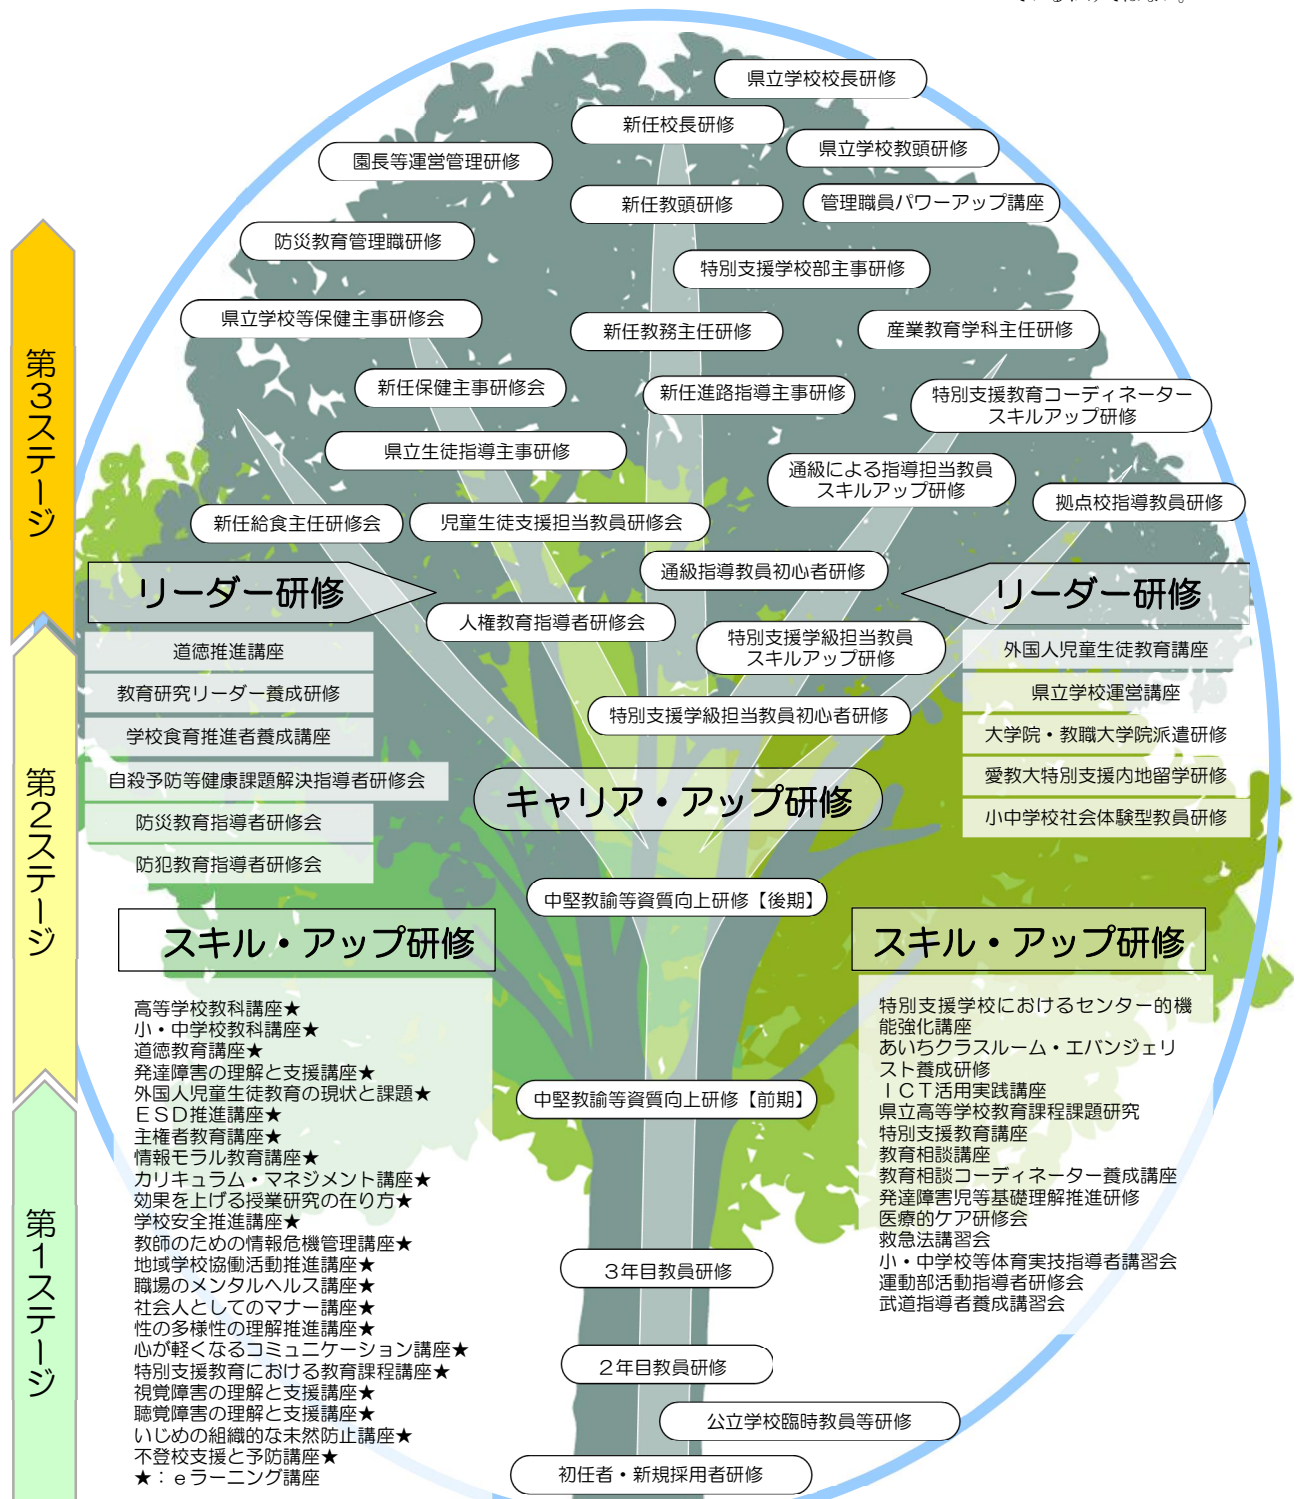 県立学校校長研修
新任校長研修
県立学校教頭研修
園長等運営管理研修
新任教頭研修
管理職員パワーアップ講座
防災教育管理職研修
特別支援学校部主事研修
県立学校等保健主事研修会
新任教務主任研修
産業教育学科主任研修
新任保健主事研修会
新任進路指導主事研修
特別支援教育コーディネーター
スキルアップ研修
県立生徒指導主事研修
通級による指導担当教員
スキルアップ研修
拠点校指導教員研修
新任給食主任研修会
児童生徒支援担当教員研修会
通級指導教員初心者研修
人権教育指導者研修会
特別支援学級担当教員
スキルアップ研修
特別支援学級担当教員初心者研修
第3ステージ
第2ステージ
第1ステージ
リーダー研修
道徳推進講座
教育研究リーダー養成研修
学校食育推進者養成講座
自殺予防等健康課題解決指導者研修会
防災教育指導者研修会
防犯教育指導者研修会
リーダー研修
外国人児童生徒教育講座
県立学校運営講座
大学院・教職大学院派遣研修
愛教大特別支援内地留学研修
小中学校社会体験型教員研修
キャリア・アップ研修
中堅教諭等資質向上研修【後期】
中堅教諭等資質向上研修【前期】
3年目教員研修
2年目教員研修
公立学校臨時教員等研修
初任者・新規採用者研修
スキル・アップ研修
高等学校教科講座★
小・中学校教科講座★
道徳教育講座★
発達障害の理解と支援講座★
外国人児童生徒教育の現状と課題★
ESD推進講座★
主権者教育講座★
情報モラル教育講座★
カリキュラム・マネジメント講座★
効果を上げる授業研究の在り方★
学校安全推進講座★
教師のための情報危機管理講座★
地域学校協働活動推進講座★
職場のメンタルヘルス講座★
社会人としてのマナー講座★
性の多様性の理解推進講座★
心が軽くなるコミュニケーション講座★
特別支援教育における教育課程講座★
視覚障害の理解と支援講座★
聴覚障害の理解と支援講座★
いじめの組織的な未然防止講座★
不登校支援と予防講座★
★：eラーニング講座
スキル・アップ研修
特別支援学校におけるセンター的機
能強化講座
あいちクラスルーム・エバンジェリ
スト養成研修
ICT活用実践講座
県立高等学校教育課程課題研究
特別支援教育講座
教育相談講座
教育相談コーディネーター養成講座
発達障害児等基礎理解推進研修
医療的ケア研修会
救急法講習会
小・中学校等体育実技指導者講習会
運動部活動指導者研修会
武道指導者養成講習会